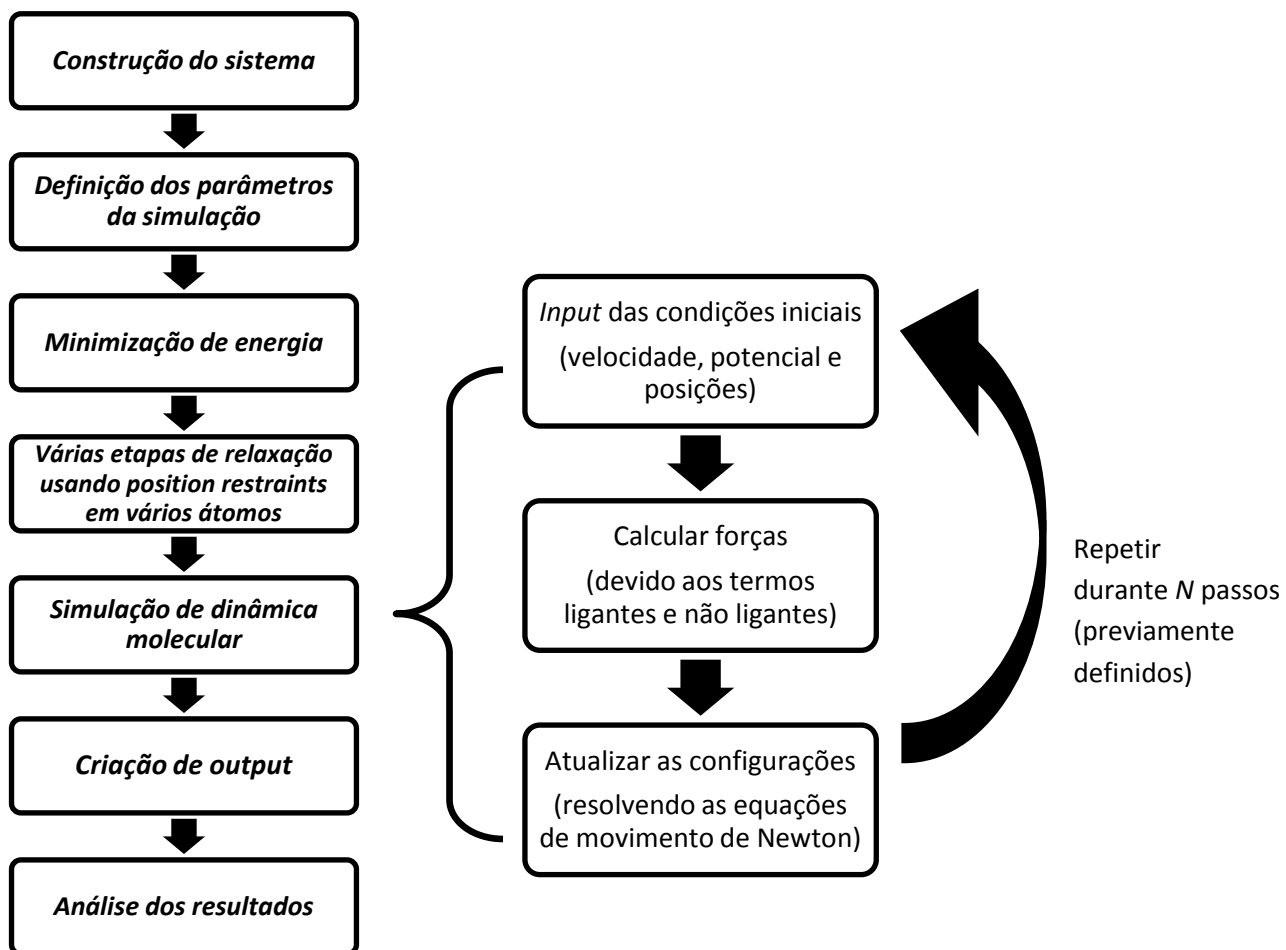 Construção do sistema
Definição dos parâmetros
da simulação
Minimização de energia
Várias etapas de relaxação
usando position restraints
em vários átomos
Simulação de dinâmica
molecular
Criação de output
Análise dos resultados
Input das condições iniciais
(velocidade, potencial e
posições)
Calcular forças
(devido aos termos
ligantes e não ligantes)
Atualizar as configurações
(resolvendo as equações
de movimento de Newton)
Repetir
durante N passos
(previamente
definidos)